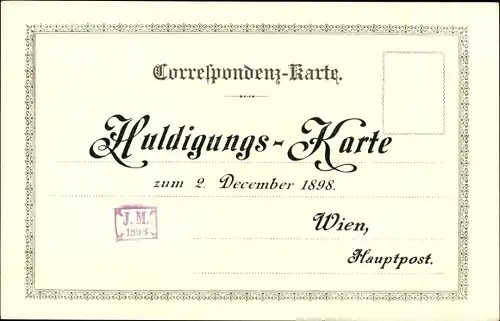 Correspondenz-Karte.
Huldigungs-Karte
zum 2. December 1898.
J. M.
1898
Wien,
Hauptpost.